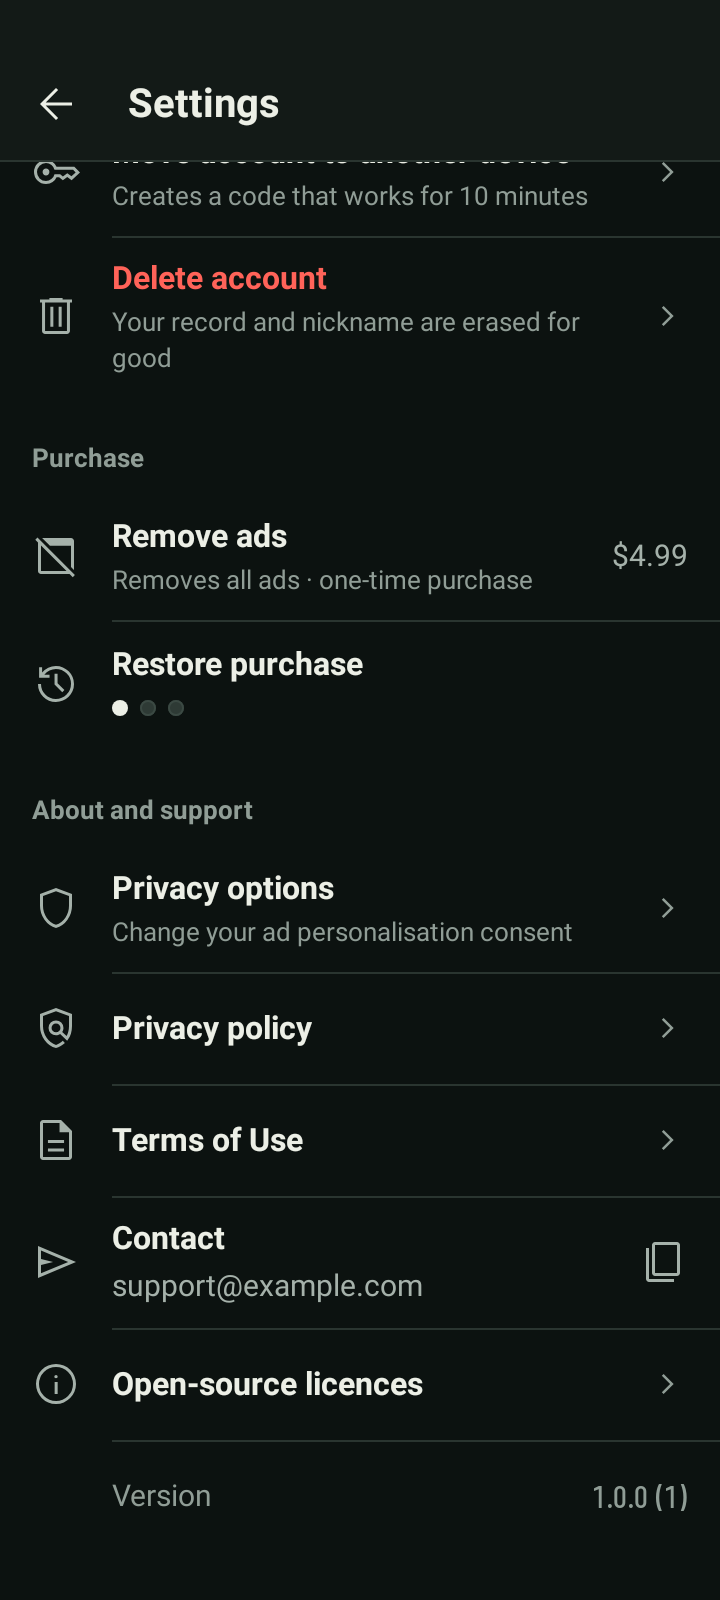 Settings
Creates a code that works for 10 minutes
Delete account
Your record and nickname are erased for
good
Purchase
Remove ads
$4.99
Removes all ads · one-time purchase
Restore purchase
About and support
Privacy options
Change your ad personalisation consent
Privacy policy
Terms of Use
Contact
support@example.com
Open-source licences
Version
1.0.0 (1)